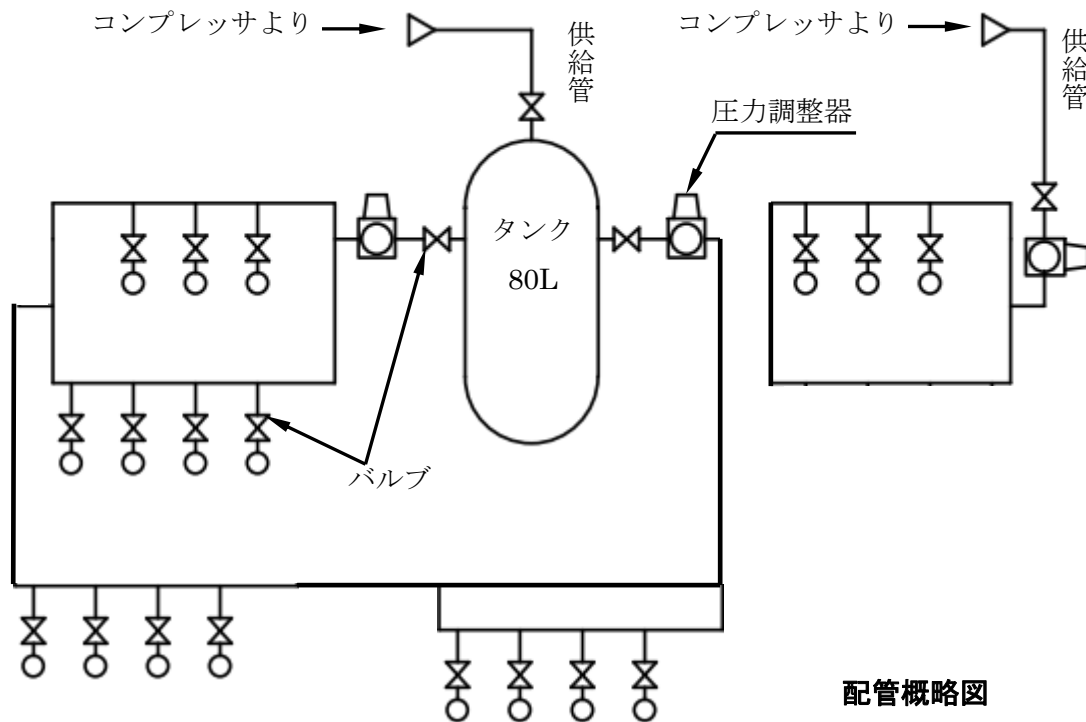 コンプレッサより
供給管
コンプレッサより
供給管
圧力調整器
タンク
80L
バルブ
配管概略図